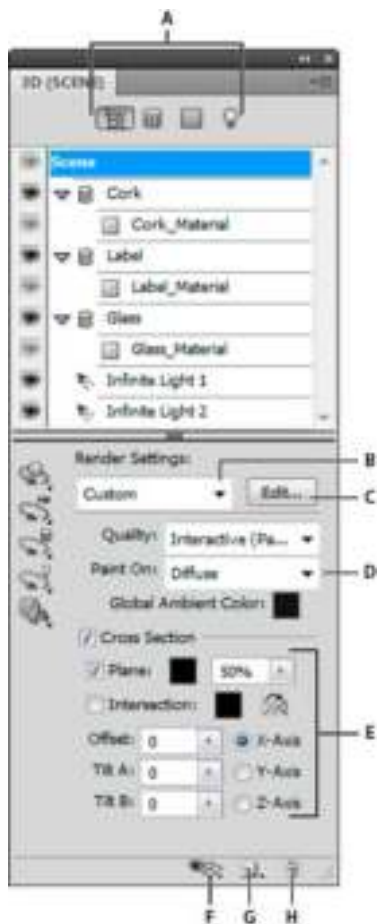 A
3D {SCENE}
Scene
Cork
Cork_Material
Label
Label_Material
Glass
Glass_Material
Infinite Light 1
Infinite Light 2
Render Settings:
B
Custom
Edit...
C
Quality:
Interactive (Pa...
Paint On:
Diffuse
D
Global Ambient Color:
Cross Section
Plane:
50%
Intersection:
E
Offset: 0
X-Axis
Tilt A: 0
Y-Axis
Tilt B: 0
Z-Axis
F G H